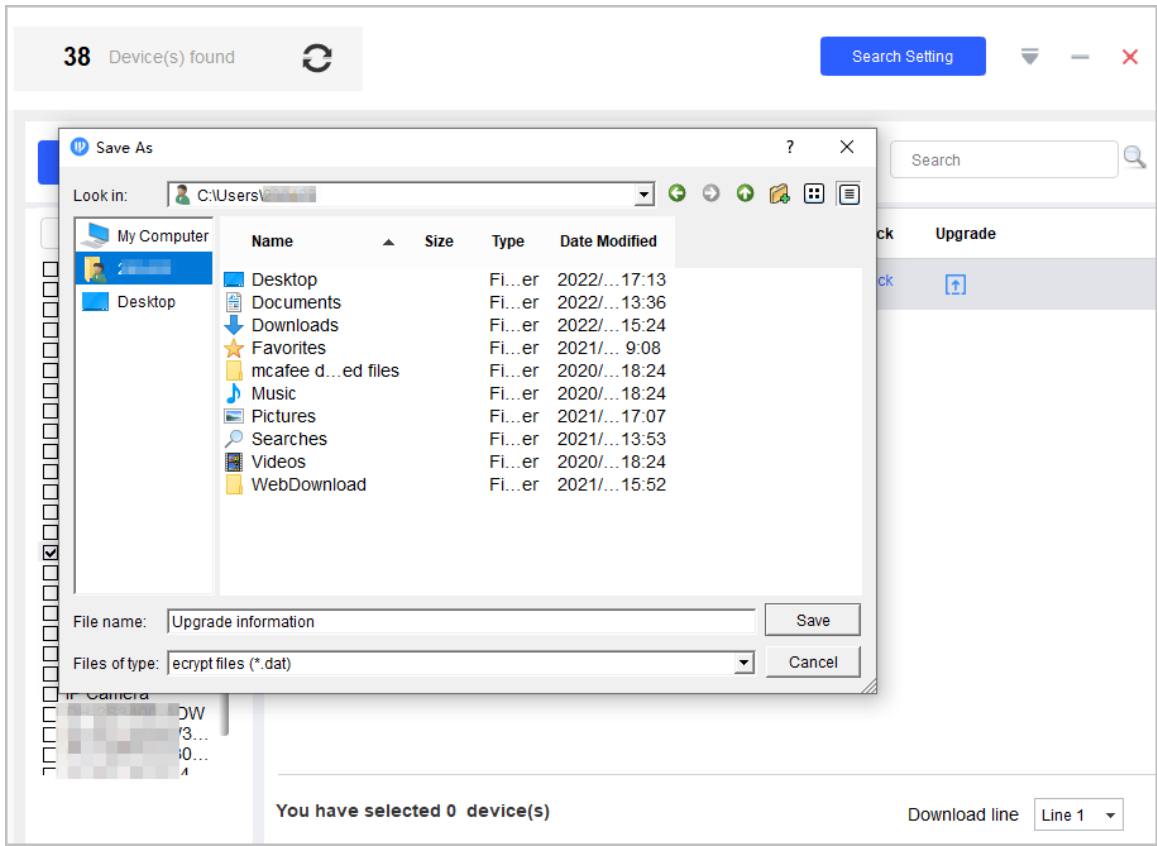 38 Device(s) found
Search Setting
Save As
?
Search
Look in: C:\Users\
My Computer
Desktop
Name Size Type Date Modified
Desktop Fi...er 2022/...17:13
Documents Fi...er 2022/...13:36
Downloads Fi...er 2022/...15:24
Favorites Fi...er 2021/... 9:08
mcafee d...ed files Fi...er 2020/...18:24
Music Fi...er 2020/...18:24
Pictures Fi...er 2021/...17:07
Searches Fi...er 2021/...13:53
Videos Fi...er 2020/...18:24
WebDownload Fi...er 2021/...15:52
ck Upgrade
ck
File name: Upgrade information Save
Files of type: ecrypt files (*.dat) Cancel
IP Camera
DW
/3...
30...
You have selected 0 device(s)
Download line Line 1